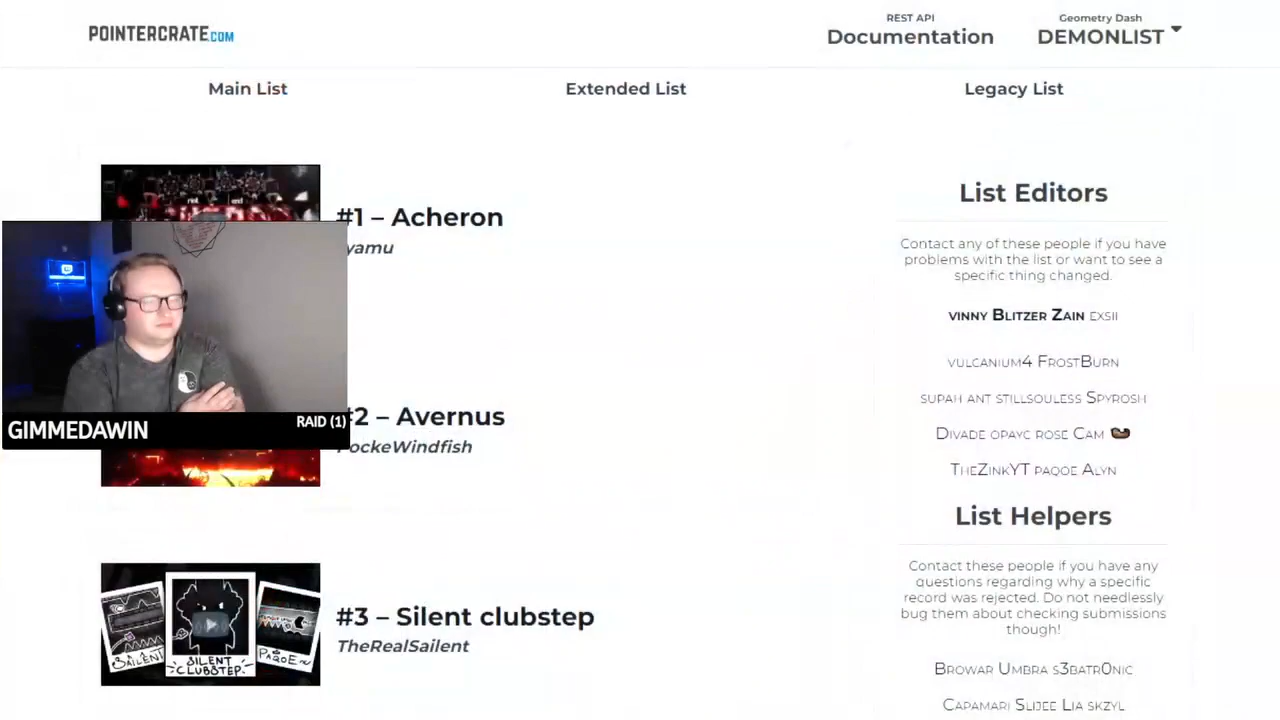 POINTERCRATE.COM
REST API
Documentation
Geometry Dash
DEMONLIST
Main List
Extended List
Legacy List
#1 – Acheron
yamu
GIMMEDAWIN
RAID (1)
#2 – Avernus
ockeWindfish
#3 – Silent clubstep
TheRealSailent
SAILENT
SILENT
CLUBSTEP
List Editors
Contact any of these people if you have
problems with the list or want to see a
specific thing changed.
vinny Blitzer Zain exsii
vulcanium4 FrostBurn
supah ant stillsouless Spyrosh
Divade opayc rose Cam
TheZinkYT paqoe Alyn
List Helpers
Contact these people if you have any
questions regarding why a specific
record was rejected. Do not needlessly
bug them about checking submissions
though!
Browar Umbra s3batr0nic
Capamari Slijee Lia skzyl